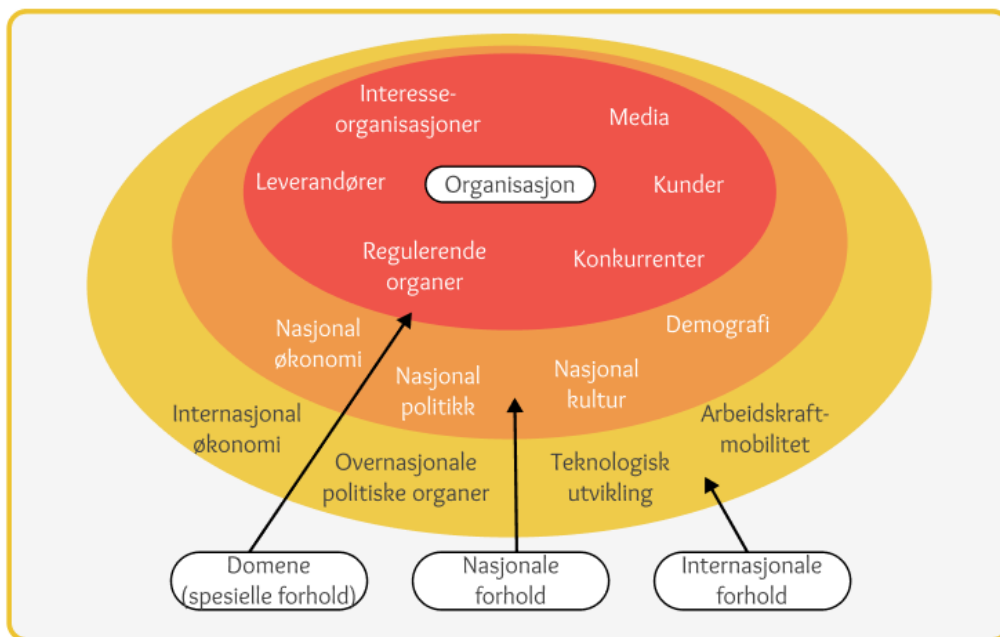 Interesse-
organisasjoner
Media
Leverandører
Organisasjon
Kunder
Regulerende
organer
Konkurrenter
Nasjonal
økonomi
Demografi
Nasjonal
politikk
Nasjonal
kultur
Internasjonal
økonomi
Arbeidskraft-
mobilitet
Overnasjonale
politiske organer
Teknologisk
utvikling
Domene
(spesielle forhold)
Nasjonale
forhold
Internasjonale
forhold